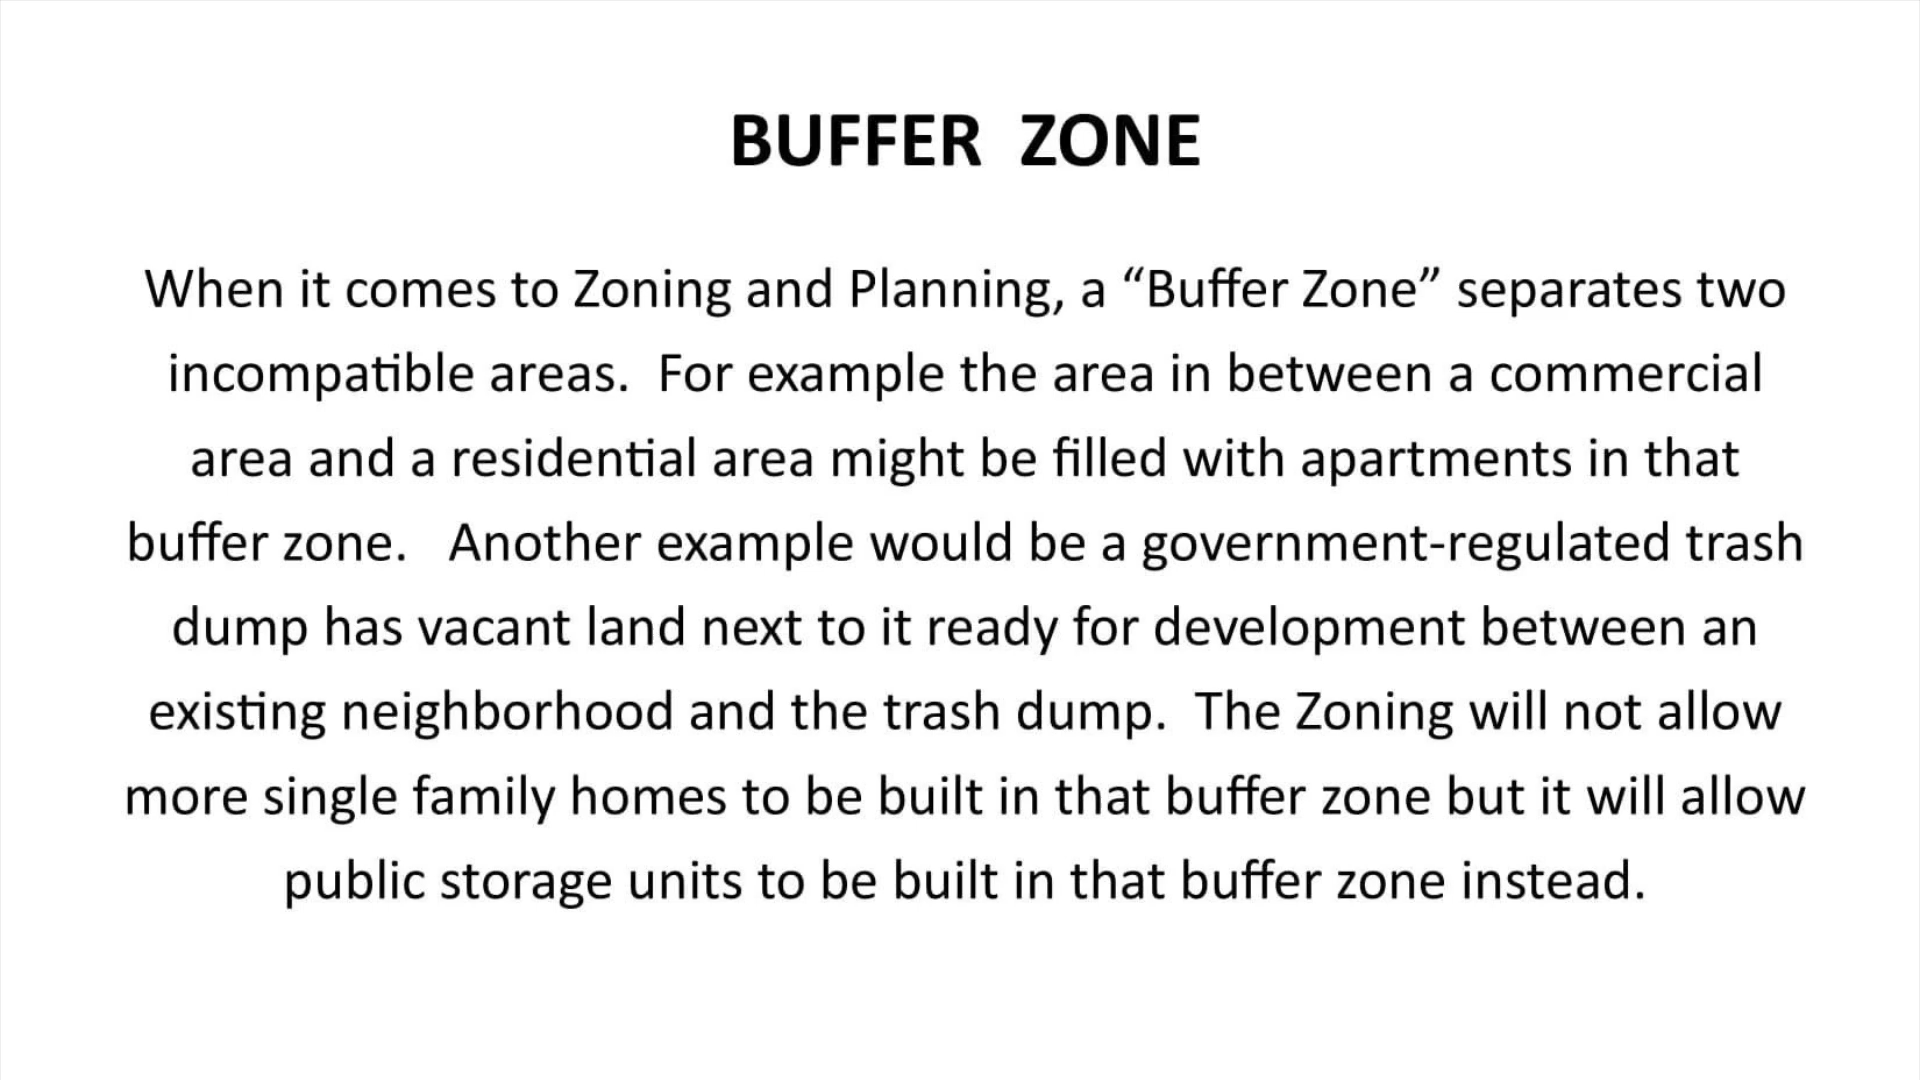 BUFFER ZONE
When it comes to Zoning and Planning, a “Buffer Zone” separates two
incompatible areas. For example the area in between a commercial
area and a residential area might be filled with apartments in that
buffer zone. Another example would be a government-regulated trash
dump has vacant land next to it ready for development between an
existing neighborhood and the trash dump. The Zoning will not allow
more single family homes to be built in that buffer zone but it will allow
public storage units to be built in that buffer zone instead.